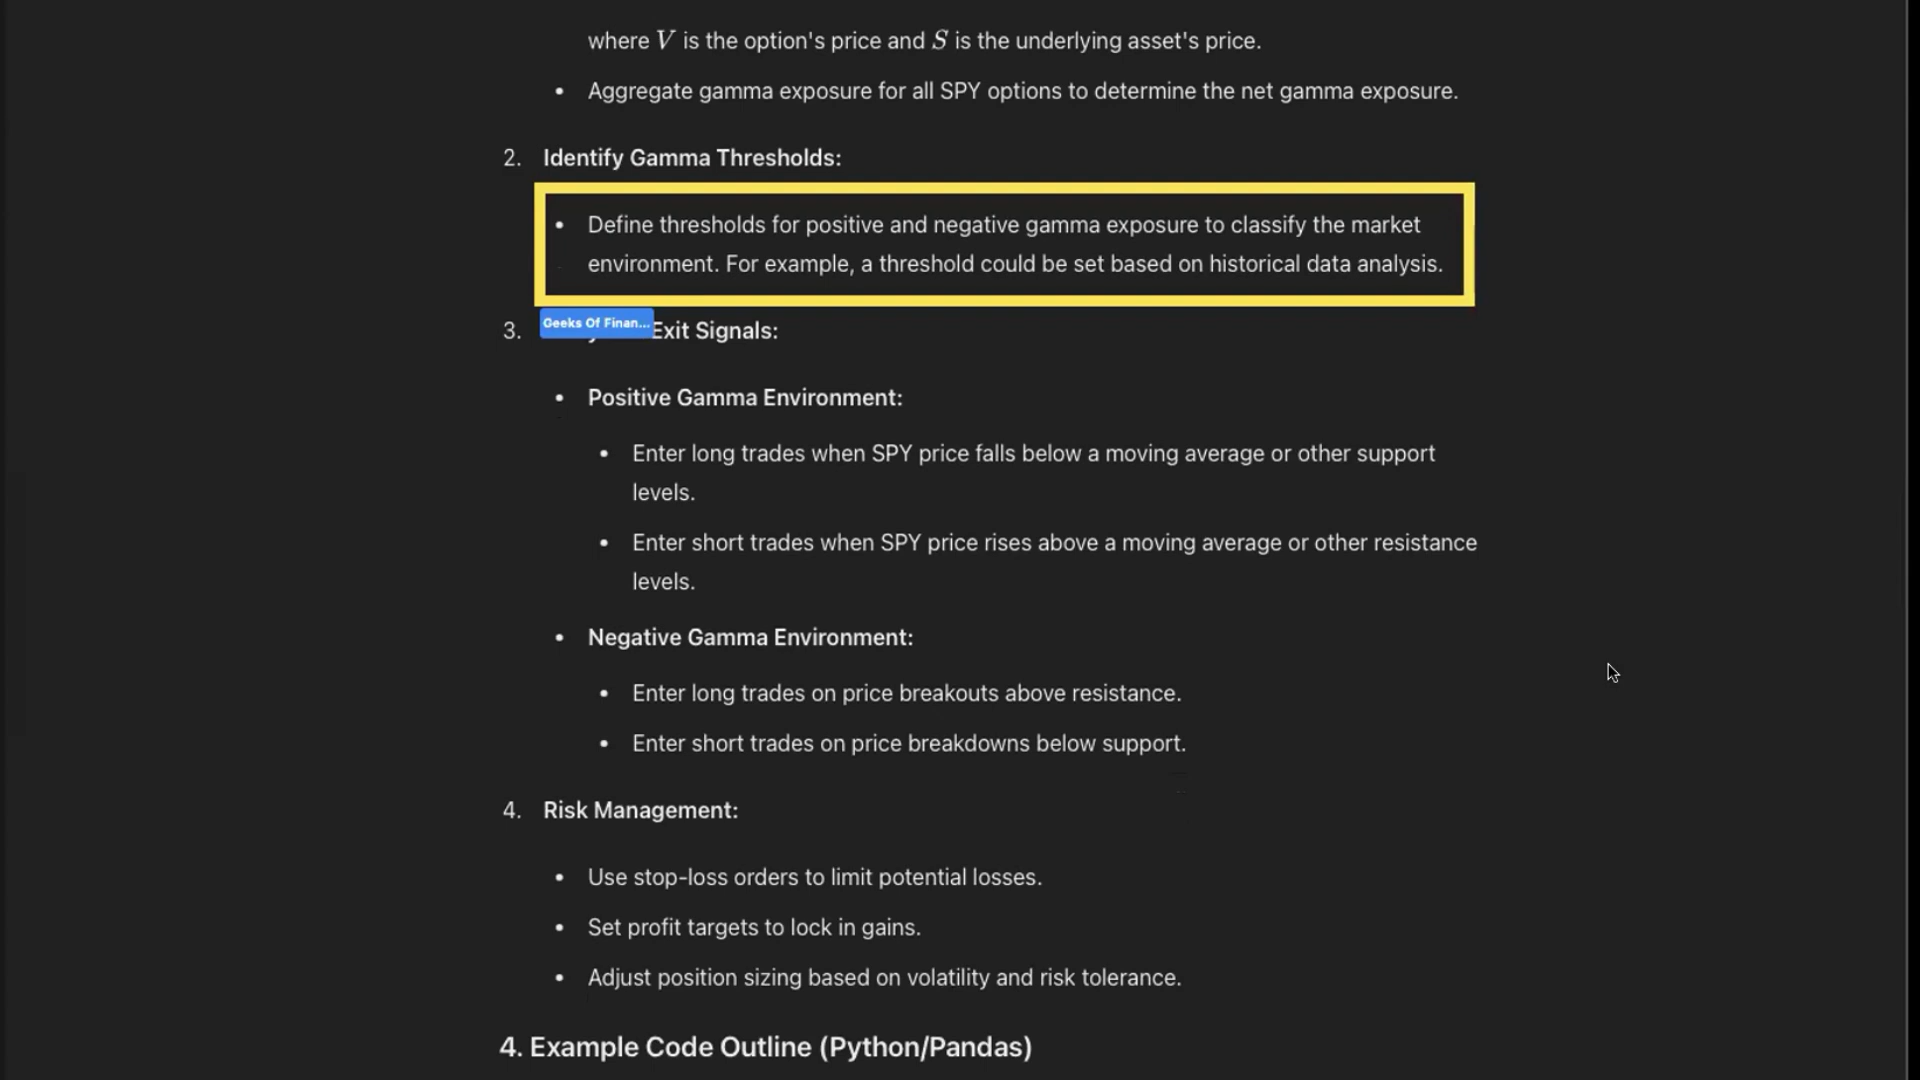 where V is the option's price and S is the underlying asset's price.
• Aggregate gamma exposure for all SPY options to determine the net gamma exposure.
2. Identify Gamma Thresholds:
• Define thresholds for positive and negative gamma exposure to classify the market
environment. For example, a threshold could be set based on historical data analysis.
Geeks Of Finan...
3. Exit Signals:
• Positive Gamma Environment:
• Enter long trades when SPY price falls below a moving average or other support
levels.
• Enter short trades when SPY price rises above a moving average or other resistance
levels.
• Negative Gamma Environment:
• Enter long trades on price breakouts above resistance.
• Enter short trades on price breakdowns below support.
4. Risk Management:
• Use stop-loss orders to limit potential losses.
• Set profit targets to lock in gains.
• Adjust position sizing based on volatility and risk tolerance.
4. Example Code Outline (Python/Pandas)